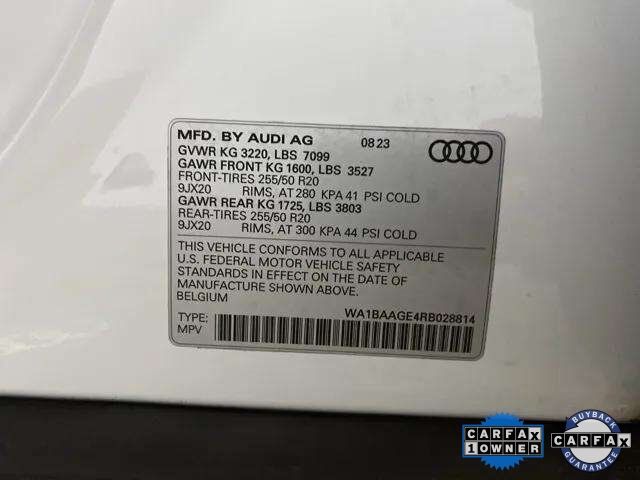 MFD. BY AUDI AG 08 23
GVWR KG 3220, LBS 7099
GAWR FRONT KG 1600, LBS 3527
FRONT-TIRES 255/50 R20
9JX20 RIMS, AT 280 KPA 41 PSI COLD
GAWR REAR KG 1725, LBS 3803
REAR-TIRES 255/50 R20
9JX20 RIMS, AT 300 KPA 44 PSI COLD
THIS VEHICLE CONFORMS TO ALL APPLICABLE
U.S. FEDERAL MOTOR VEHICLE SAFETY
STANDARDS IN EFFECT ON THE DATE OF
MANUFACTURE SHOWN ABOVE.
BELGIUM
WA1BAAGE4RB028814
TYPE:
MPV
CARFAX
1 OWNER
BUYBACK
CARFAX
GUARANTEE